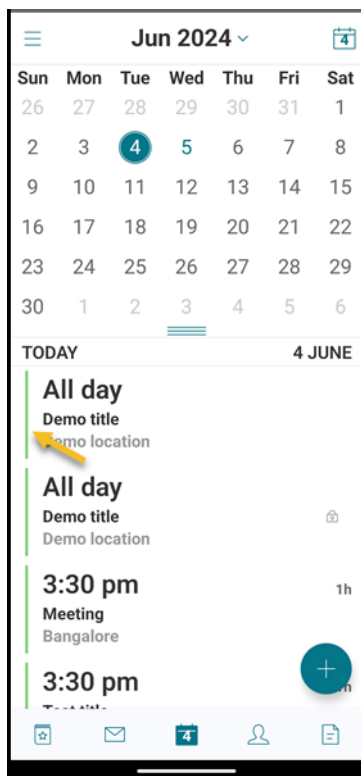 Jun 2024
4
Sun Mon Tue Wed Thu Fri Sat
26 27 28 29 30 31 1
2 3 4 5 6 7 8
9 10 11 12 13 14 15
16 17 18 19 20 21 22
23 24 25 26 27 28 29
30 1 2 3 4 5 6
TODAY 4 JUNE
All day
Demo title
location
All day
Demo title
Demo location
3:30 pm
1h
Meeting
Bangalore
3:30 pm
4